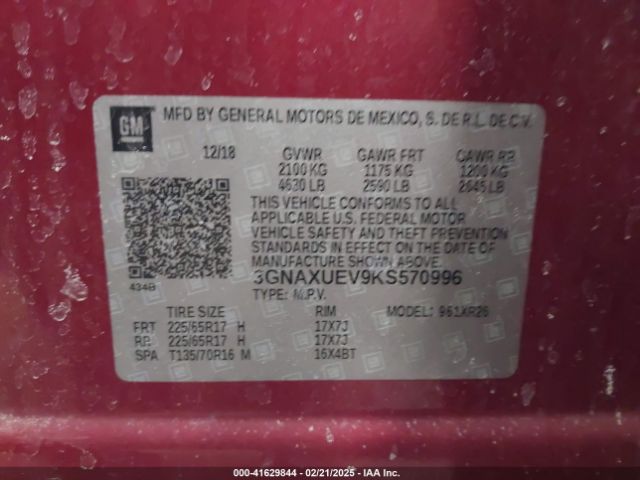 GM
MFD BY GENERAL MOTORS DE MEXICO, S. DE R.L. DE C.V.
12/18 GVWR GAWR FRT GAWR RR
2100 KG 1175 KG 1200 KG
4630 LB 2590 LB 2645 LB
THIS VEHICLE CONFORMS TO ALL
APPLICABLE U.S. FEDERAL MOTOR
VEHICLE SAFETY AND THEFT PREVENTION
STANDARDS IN EFFECT ON THE DATE OF
MANUFACTURE SHOWN ABOVE.
434B 3GNAXUEV9KS570996
TYPE: M.P.V. MODEL: 961XR26
TIRE SIZE RIM
FRT 225/65R17 H 17X7J
RR 225/65R17 H 17X7J
SPA T135/70R16 M 16X4BT
000-41629844 - 02/21/2025 - IAA Inc.